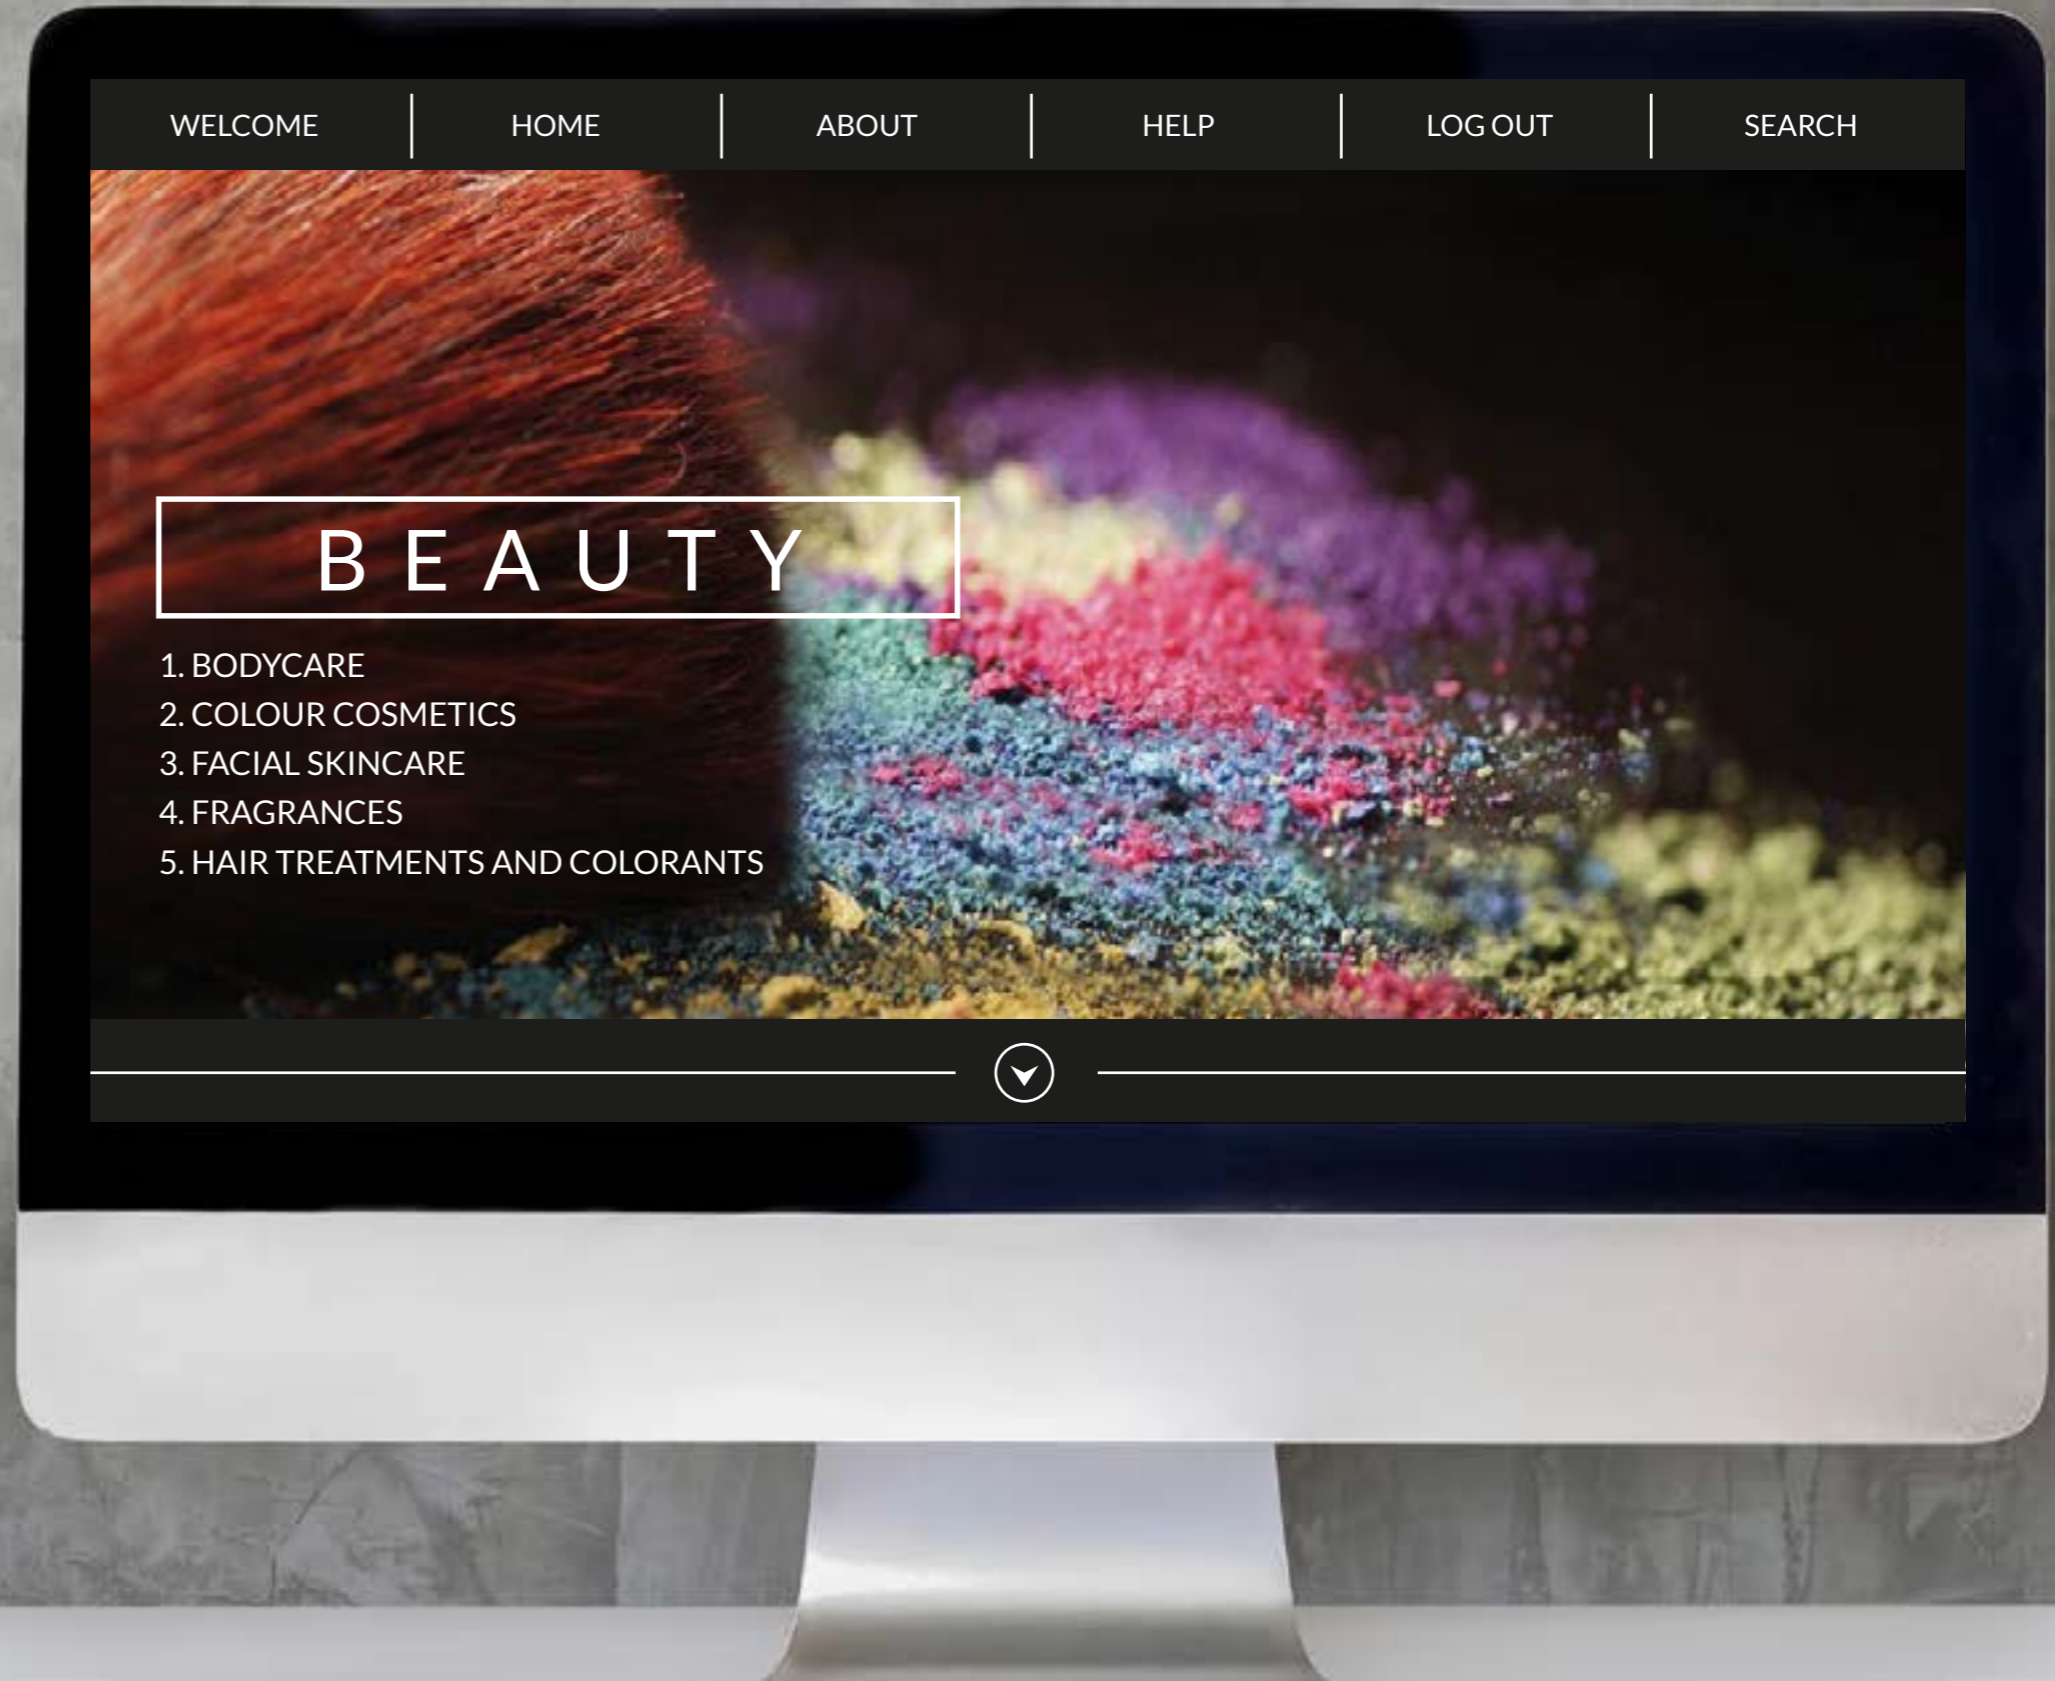 WELCOME
HOME
ABOUT
HELP
LOG OUT
SEARCH
BEAUTY
1. BODYCARE
2. COLOUR COSMETICS
3. FACIAL SKINCARE
4. FRAGRANCES
5. HAIR TREATMENTS AND COLORANTS